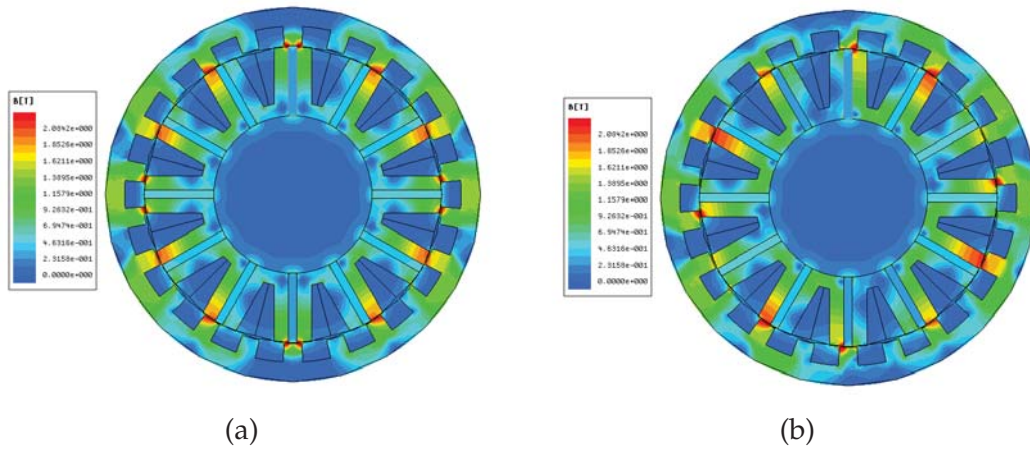 B[T]
2.0842e+000
1.8526e+000
1.6211e+000
1.3895e+000
1.1579e+000
9.2632e-001
6.9474e-001
4.6316e-001
2.3158e-001
0.0000e+000
(a)
B[T]
2.0842e+000
1.8526e+000
1.6211e+000
1.3895e+000
1.1579e+000
9.2632e-001
6.9474e-001
4.6316e-001
2.3158e-001
0.0000e+000
(b)